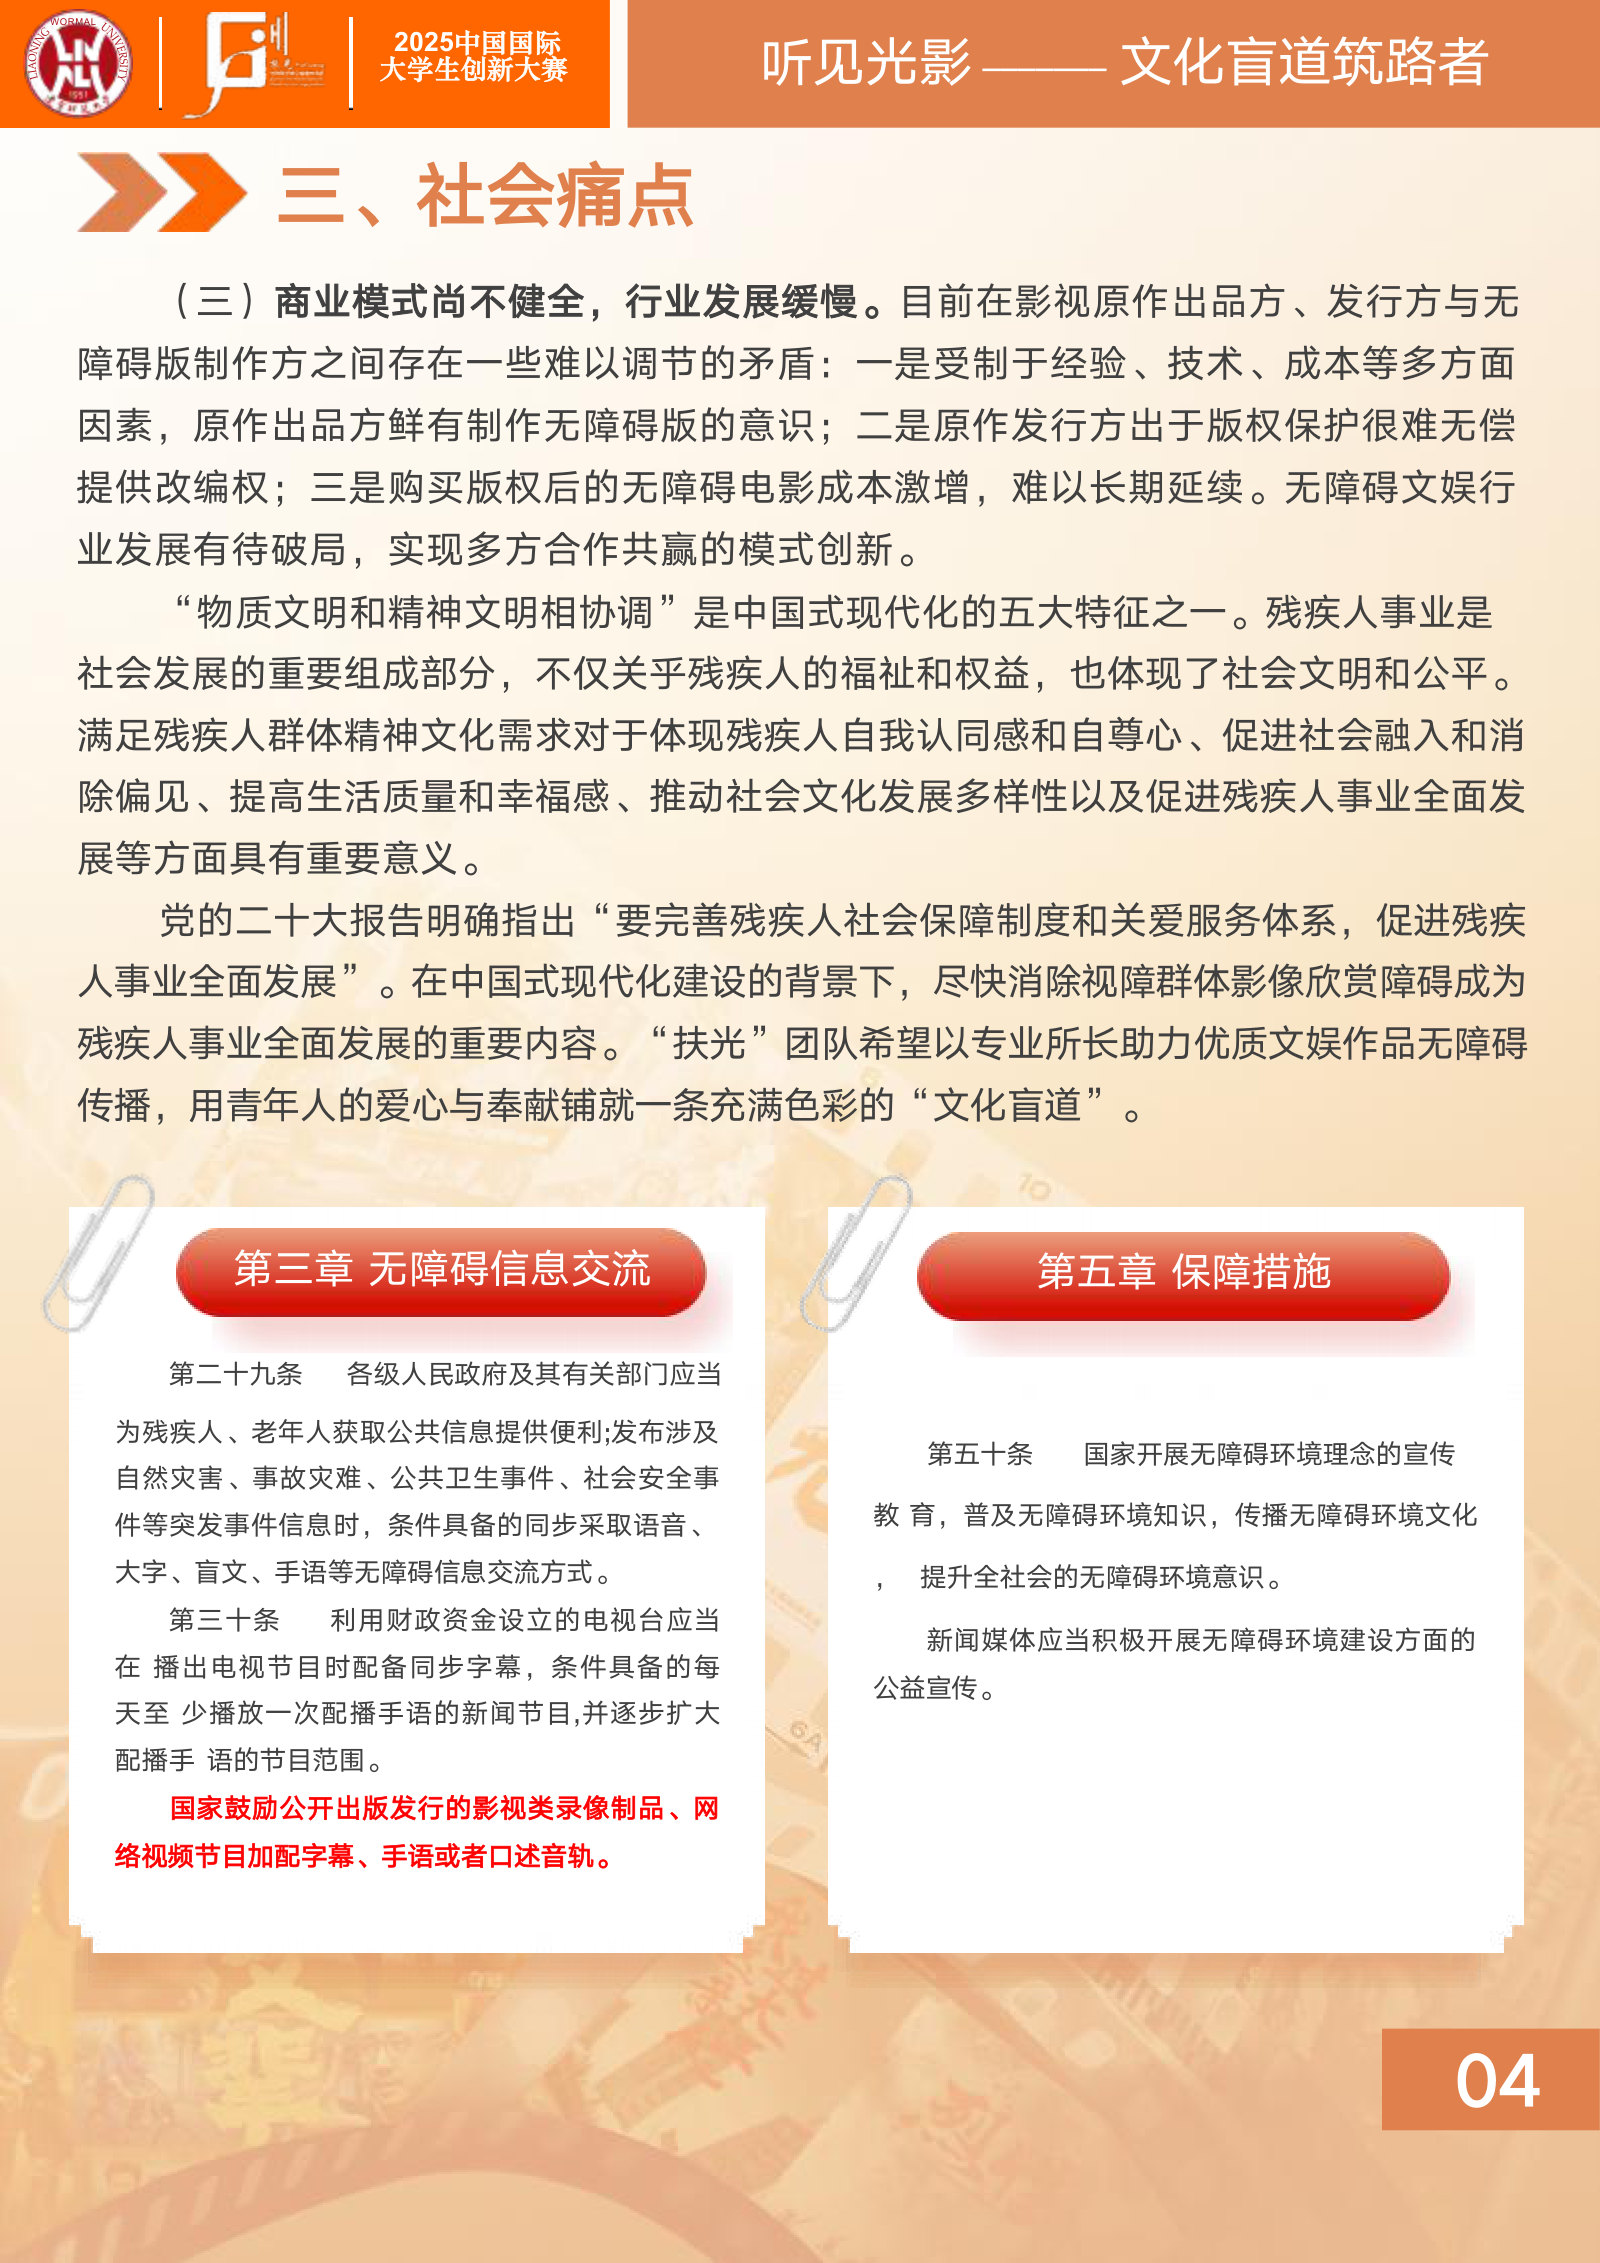 LIAONING WORMAL UNIVERSITY
1951
2025中国国际
大学生创新大赛
听见光影 ——— 文化盲道筑路者
三、社会痛点
（三）商业模式尚不健全，行业发展缓慢。目前在影视原作出品方、发行方与无
障碍版制作方之间存在一些难以调节的矛盾：一是受制于经验、技术、成本等多方面
因素，原作出品方鲜有制作无障碍版的意识；二是原作发行方出于版权保护很难无偿
提供改编权；三是购买版权后的无障碍电影成本激增，难以长期延续。无障碍文娱行
业发展有待破局，实现多方合作共赢的模式创新。
“物质文明和精神文明相协调”是中国式现代化的五大特征之一。残疾人事业是
社会发展的重要组成部分，不仅关乎残疾人的福祉和权益，也体现了社会文明和公平。
满足残疾人群体精神文化需求对于体现残疾人自我认同感和自尊心、促进社会融入和消
除偏见、提高生活质量和幸福感、推动社会文化发展多样性以及促进残疾人事业全面发
展等方面具有重要意义。
党的二十大报告明确指出“要完善残疾人社会保障制度和关爱服务体系，促进残疾
人事业全面发展”。在中国式现代化建设的背景下，尽快消除视障群体影像欣赏障碍成为
残疾人事业全面发展的重要内容。“扶光”团队希望以专业所长助力优质文娱作品无障碍
传播，用青年人的爱心与奉献铺就一条充满色彩的“文化盲道”。
第三章 无障碍信息交流
第二十九条 各级人民政府及其有关部门应当
为残疾人、老年人获取公共信息提供便利;发布涉及
自然灾害、事故灾难、公共卫生事件、社会安全事
件等突发事件信息时，条件具备的同步采取语音、
大字、盲文、手语等无障碍信息交流方式。
第三十条 利用财政资金设立的电视台应当
在 播出电视节目时配备同步字幕，条件具备的每
天至 少播放一次配播手语的新闻节目,并逐步扩大
配播手 语的节目范围。
国家鼓励公开出版发行的影视类录像制品、网
络视频节目加配字幕、手语或者口述音轨。
第五章 保障措施
第五十条 国家开展无障碍环境理念的宣传
教 育，普及无障碍环境知识，传播无障碍环境文化
， 提升全社会的无障碍环境意识。
新闻媒体应当积极开展无障碍环境建设方面的
公益宣传。
04